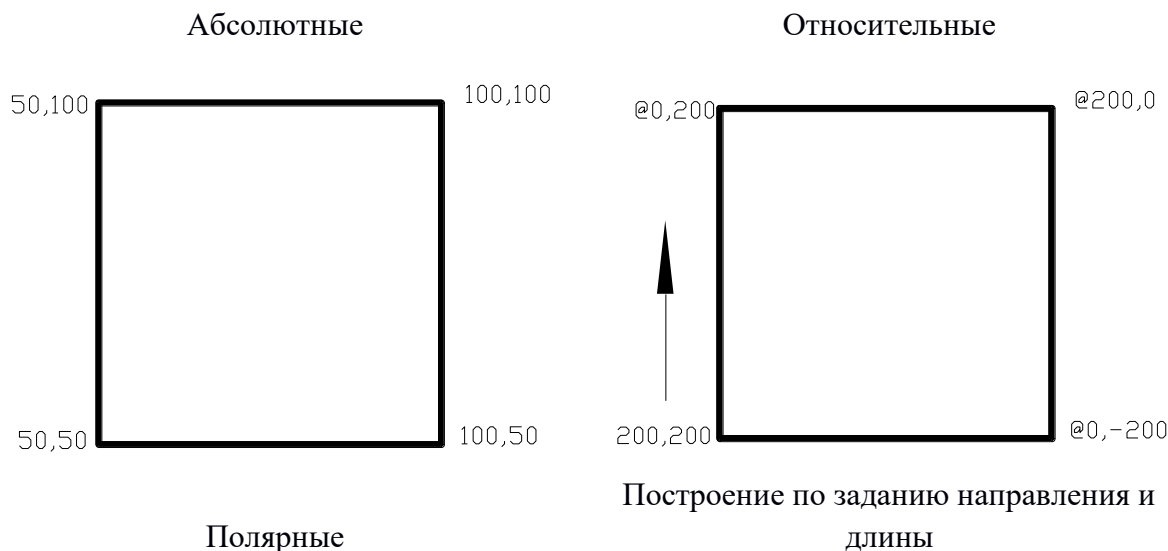 Абсолютные
Относительные
50,100
100,100
@0,200
@200,0
50,50
100,50
200,200
@0,-200
Построение по заданию направления и
длины
Полярные